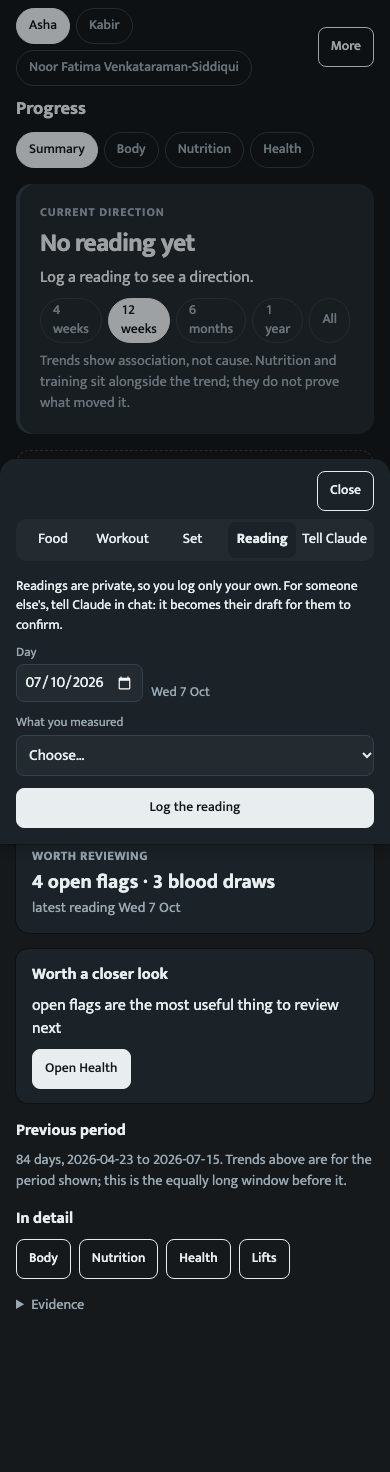 Asha
Kabir
Noor Fatima Venkataraman-Siddiqui
More
Progress
Summary
Body
Nutrition
Health
CURRENT DIRECTION
No reading yet
Log a reading to see a direction.
4
weeks
12
weeks
6
months
1
year
All
Trends show association, not cause. Nutrition and
training sit alongside the trend; they do not prove
what moved it.
Close
Food
Workout
Set
Reading
Tell Claude
Readings are private, so you log only your own. For someone
else's, tell Claude in chat: it becomes their draft for them to
confirm.
Day
07/10/2026
Wed 7 Oct
What you measured
Choose...
Log the reading
WORTH REVIEWING
4 open flags · 3 blood draws
latest reading Wed 7 Oct
Worth a closer look
open flags are the most useful thing to review
next
Open Health
Previous period
84 days, 2026-04-23 to 2026-07-15. Trends above are for the
period shown; this is the equally long window before it.
In detail
Body
Nutrition
Health
Lifts
Evidence